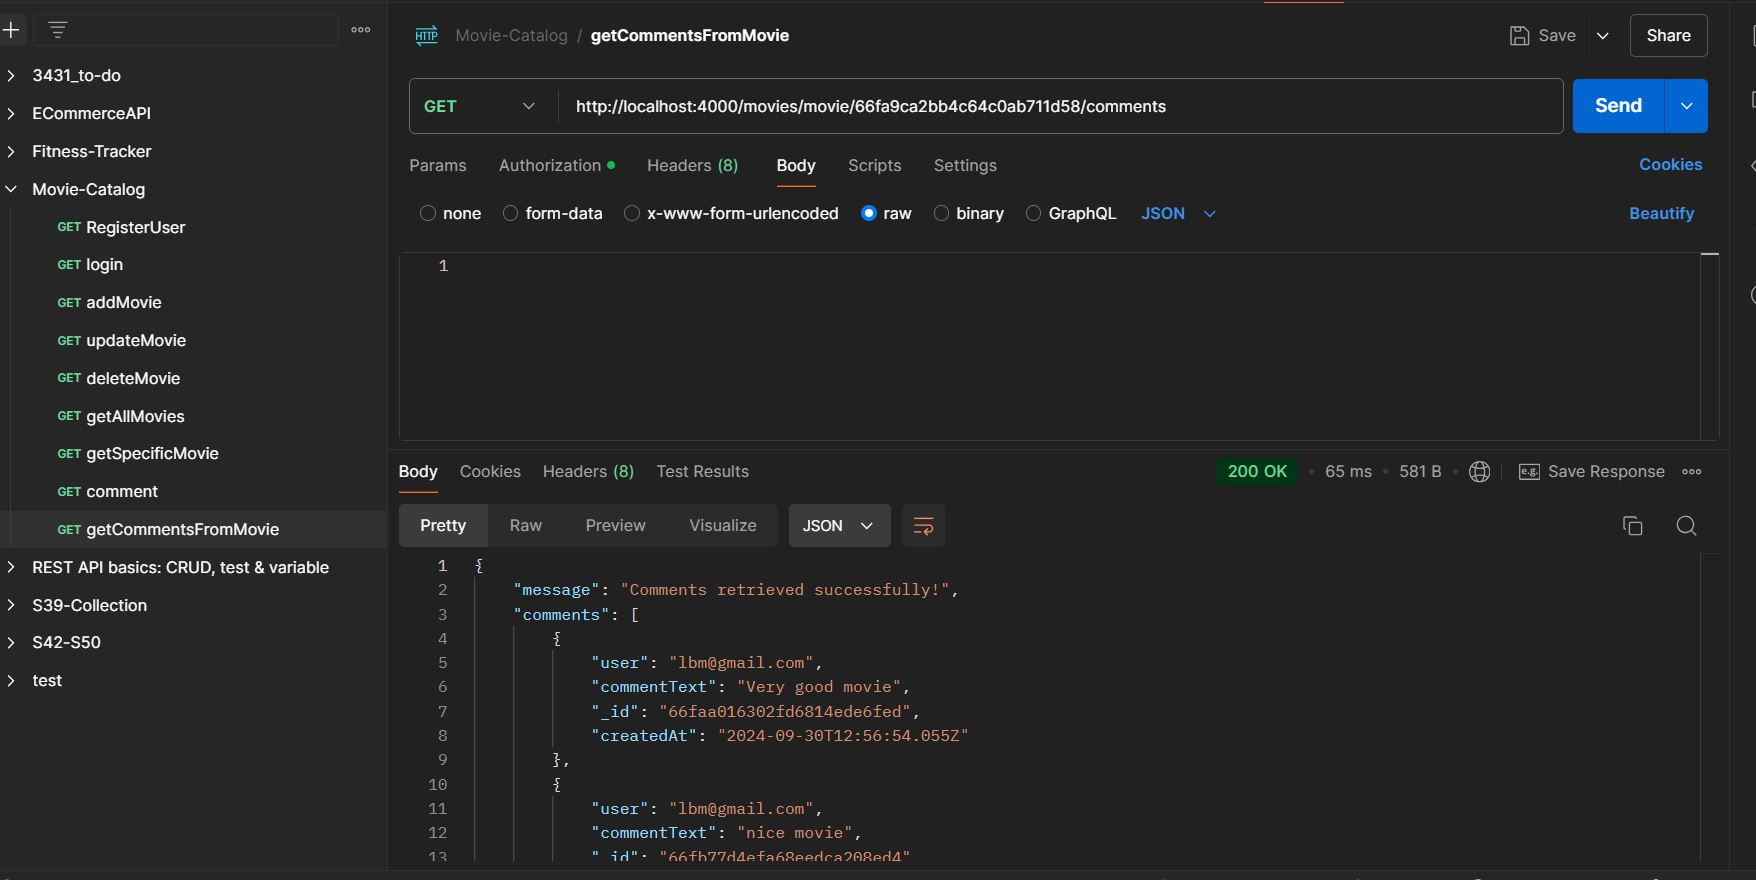 HTTP Movie-Catalog / getCommentsFromMovie Save Share
3431_to-do
ECommerceAPI
Fitness-Tracker
Movie-Catalog
GET RegisterUser
GET login
GET addMovie
GET updateMovie
GET deleteMovie
GET getAllMovies
GET getSpecificMovie
GET comment
GET getCommentsFromMovie
REST API basics: CRUD, test & variable
S39-Collection
S42-S50
test
GET http://localhost:4000/movies/movie/66fa9ca2bb4c64c0ab711d58/comments Send
Params Authorization Headers (8) Body Scripts Settings Cookies
none form-data x-www-form-urlencoded raw binary GraphQL JSON Beautify
1
Body Cookies Headers (8) Test Results 200 OK • 65 ms • 581 B • e.g. Save Response
Pretty Raw Preview Visualize JSON
1 {
2 "message": "Comments retrieved successfully!",
3 "comments": [
4 {
5 "user": "lbm@gmail.com",
6 "commentText": "Very good movie",
7 "_id": "66faa016302fd6814ede6fed",
8 "createdAt": "2024-09-30T12:56:54.055Z"
9 },
10 {
11 "user": "lbm@gmail.com",
12 "commentText": "nice movie",
13 "_id": "66fb77d4efa68eedca208ed4"